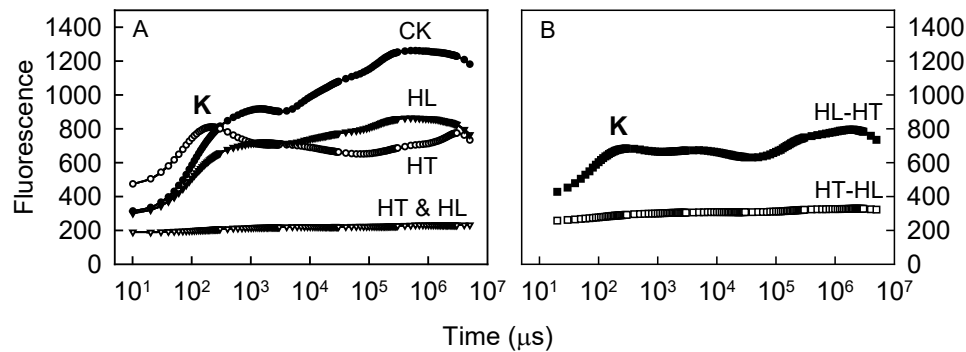 A
B
1400
1200
1000
800
600
400
200
0
Fluorescence
CK
K
HL
HT
HT & HL
10¹ 10² 10³ 10⁴ 10⁵ 10⁶ 10⁷
K
HL-HT
HT-HL
1400
1200
1000
800
600
400
200
0
10¹ 10² 10³ 10⁴ 10⁵ 10⁶ 10⁷
Time (μs)